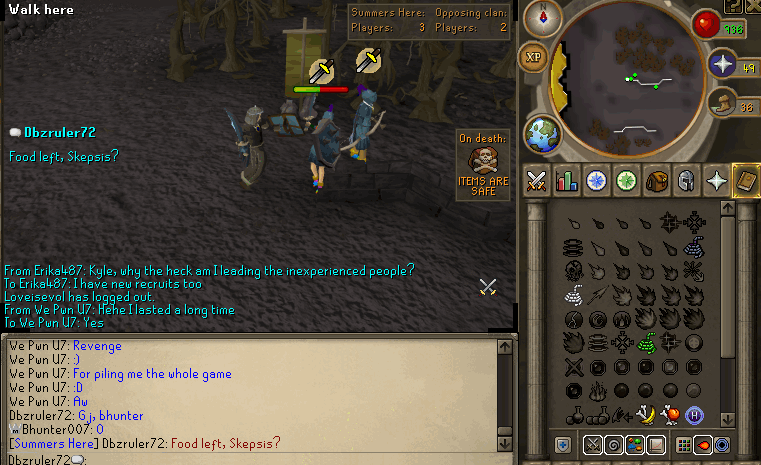 Walk here
Summers Here: Opposing clan:
Players: 3 Players: 2
Dbzruler72
Food left, Skepsis?
On death:
ITEMS ARE
SAFE
N
936
XP
49
36
From Erika487: Kyle, why the heck am I leading the inexperienced people?
To Erika487: I have new recruits too
Loveisevol has logged out.
From We Pwn U7: Hehe I lasted a long time
To We Pwn U7: Yes
We Pwn U7: Revenge
We Pwn U7: :)
We Pwn U7: For piling me the whole game
We Pwn U7: :D
We Pwn U7: Aw
Dbzruler72: Gj, bhunter
Bhunter007: O
[Summers Here] Dbzruler72: Food left, Skepsis?
Dbzruler72:
H